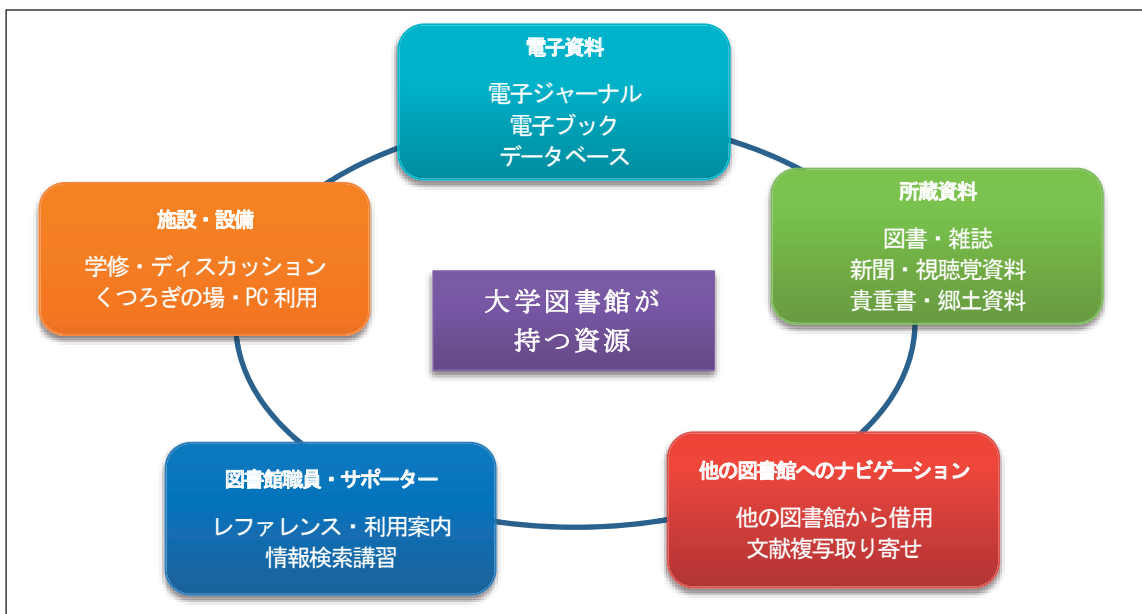 電子資料
電子ジャーナル
電子ブック
データベース
所蔵資料
図書・雑誌
新聞・視聴覚資料
貴重書・郷土資料
施設・設備
学修・ディスカッション
くつろぎの場・PC 利用
大学図書館が
持つ資源
他の図書館へのナビゲーション
他の図書館から借用
文献複写取り寄せ
図書館職員・サポーター
レファレンス・利用案内
情報検索講習